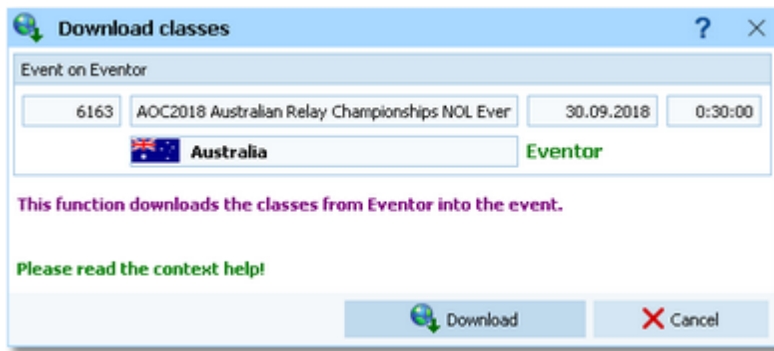 Download classes ?
Event on Eventor
6163 AOC2018 Australian Relay Championships NOL Ever 30.09.2018 0:30:00
Australia Eventor
This function downloads the classes from Eventor into the event.
Please read the context help!
Download Cancel